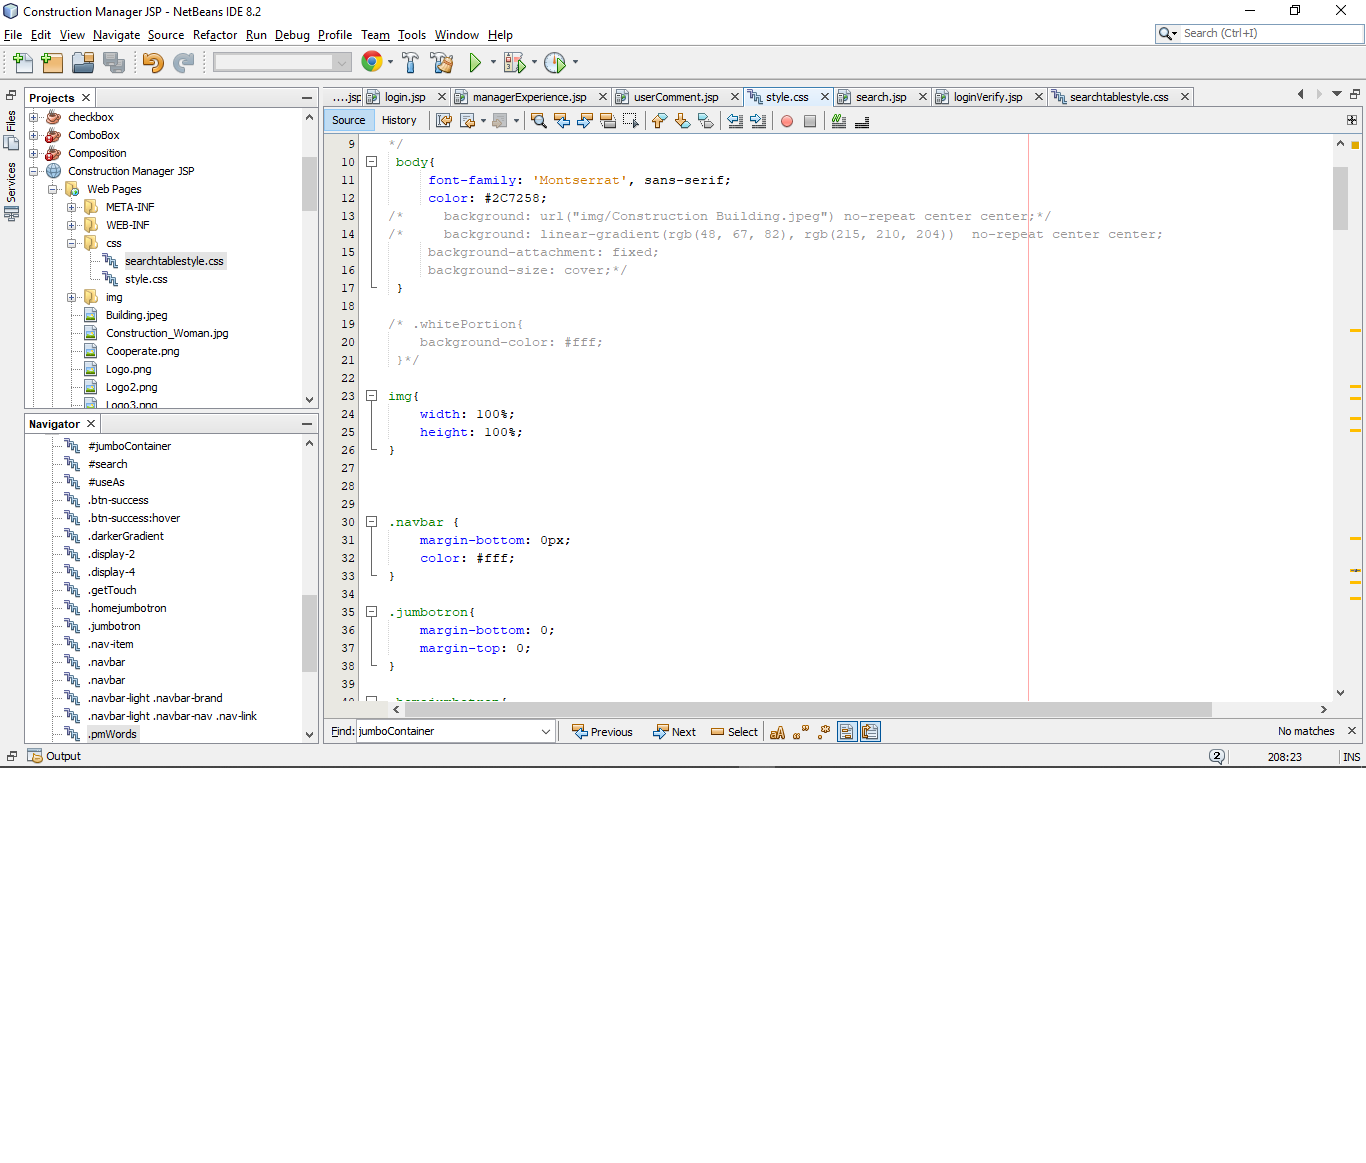 Construction Manager JSP - NetBeans IDE 8.2
File Edit View Navigate Source Refactor Run Debug Profile Team Tools Window Help
Search (Ctrl+I)
Files
Services
Projects
checkbox
ComboBox
Composition
Construction Manager JSP
Web Pages
META-INF
WEB-INF
css
searchtablestyle.css
style.css
img
Building.jpeg
Construction_Woman.jpg
Cooperate.png
Logo.png
Logo2.png
Logo3.png
Navigator
#jumboContainer
#search
#useAs
.btn-success
.btn-success:hover
.darkerGradient
.display-2
.display-4
.getTouch
.homejumbotron
.jumbotron
.nav-item
.navbar
.navbar
.navbar-light .navbar-brand
.navbar-light .navbar-nav .nav-link
.pmWords
....jsp login.jsp managerExperience.jsp userComment.jsp style.css search.jsp loginVerify.jsp searchtablestyle.css
Source History
9 */
10 body{
11 font-family: 'Montserrat', sans-serif;
12 color: #2C7258;
13 /* background: url("img/Construction Building.jpeg") no-repeat center center;*/
14 /* background: linear-gradient(rgb(48, 67, 82), rgb(215, 210, 204)) no-repeat center center;
15 background-attachment: fixed;
16 background-size: cover;*/
17 }
18
19 /* .whitePortion{
20 background-color: #fff;
21 }*/
22
23 img{
24 width: 100%;
25 height: 100%;
26 }
27
28
29
30 .navbar {
31 margin-bottom: 0px;
32 color: #fff;
33 }
34
35 .jumbotron{
36 margin-bottom: 0;
37 margin-top: 0;
38 }
39
40 .homejumbotron{
Find: jumboContainer Previous Next Select No matches
Output 2 208:23 INS